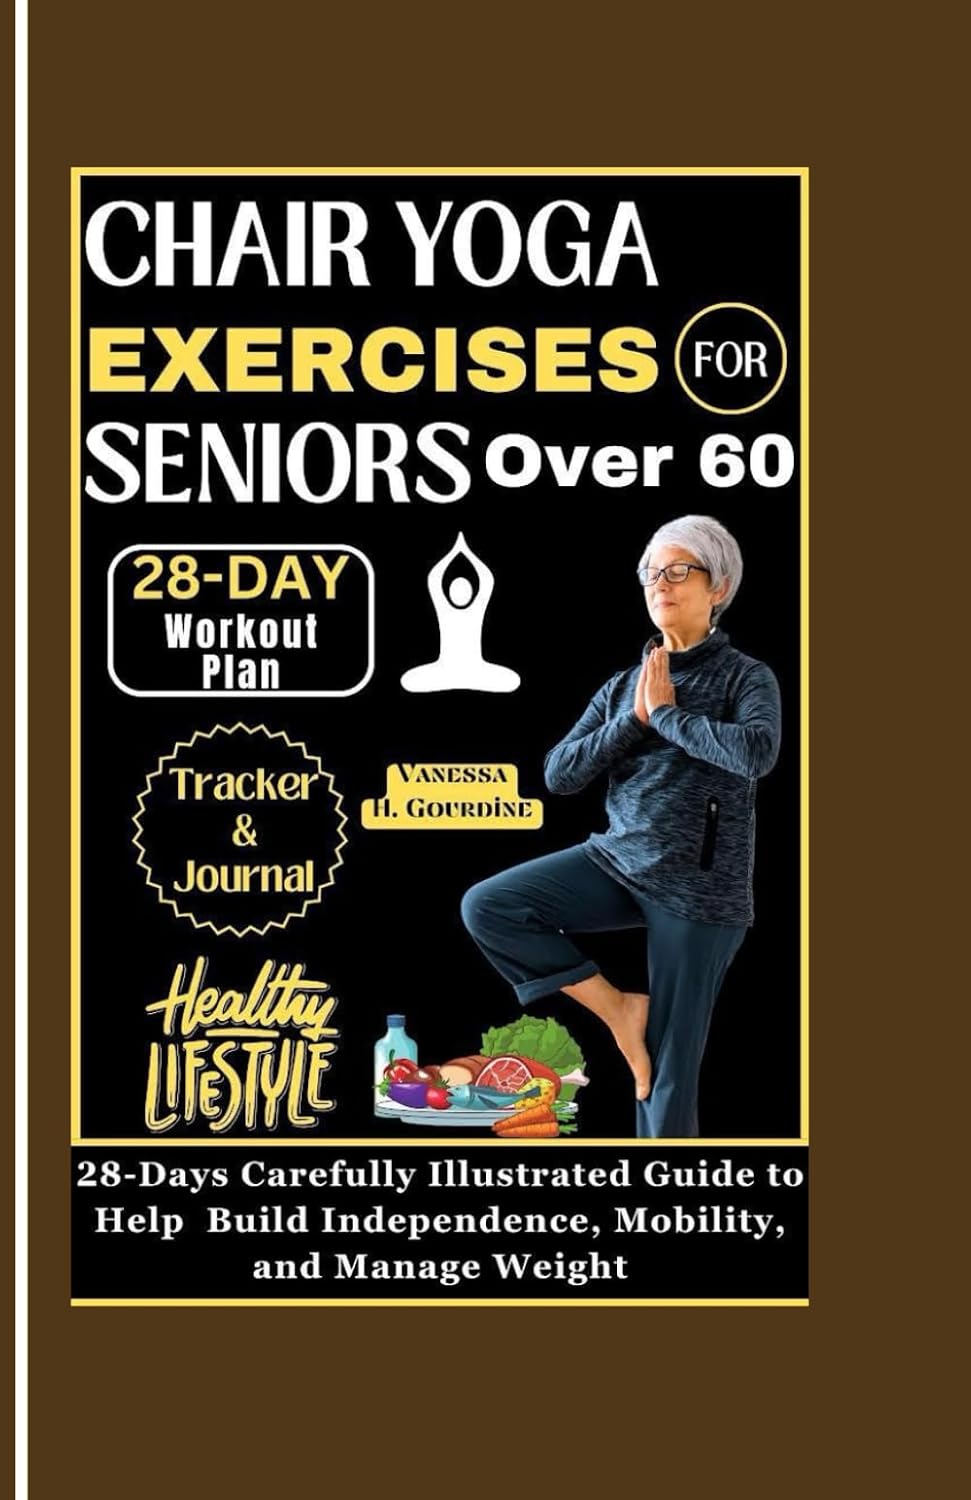 CHAIR YOGA
EXERCISES FOR
SENIORS Over 60
28-DAY
Workout
Plan
Tracker
&
Journal
VANESSA
H. GOURDINE
Healthy
LIFESTYLE
28-Days Carefully Illustrated Guide to
Help Build Independence, Mobility,
and Manage Weight